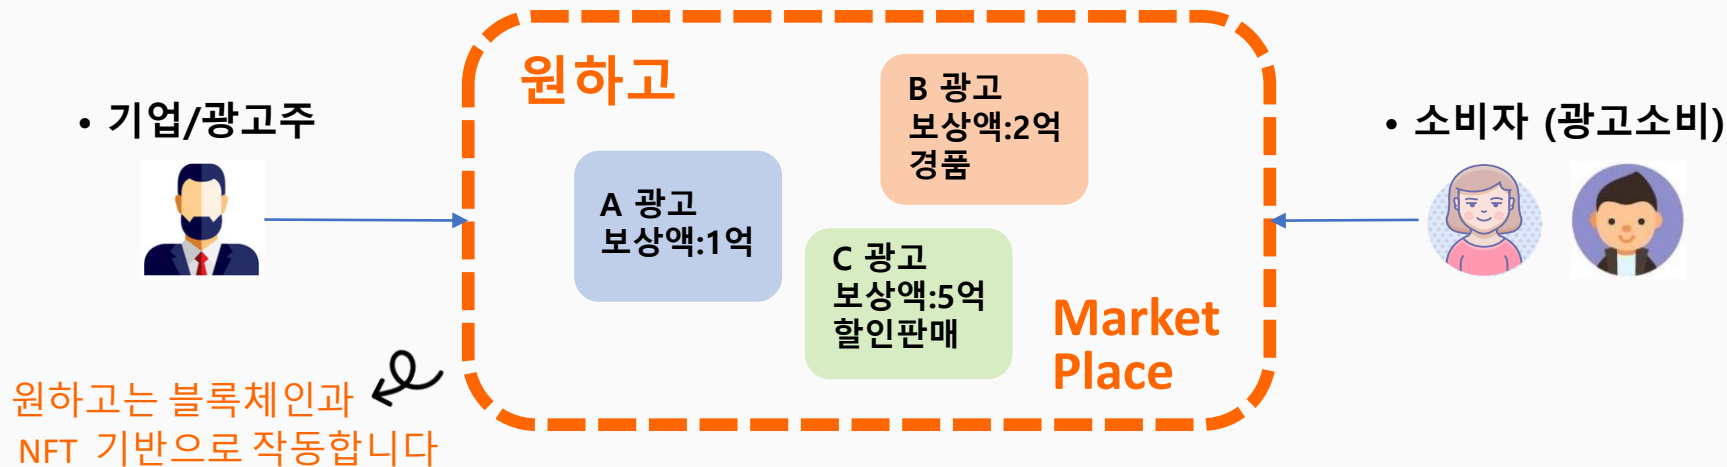 • 기업/광고주
원하고
A 광고
보상액:1억
B 광고
보상액:2억
경품
C 광고
보상액:5억
할인판매
Market
Place
• 소비자 (광고소비)
원하고는 블록체인과
NFT 기반으로 작동합니다